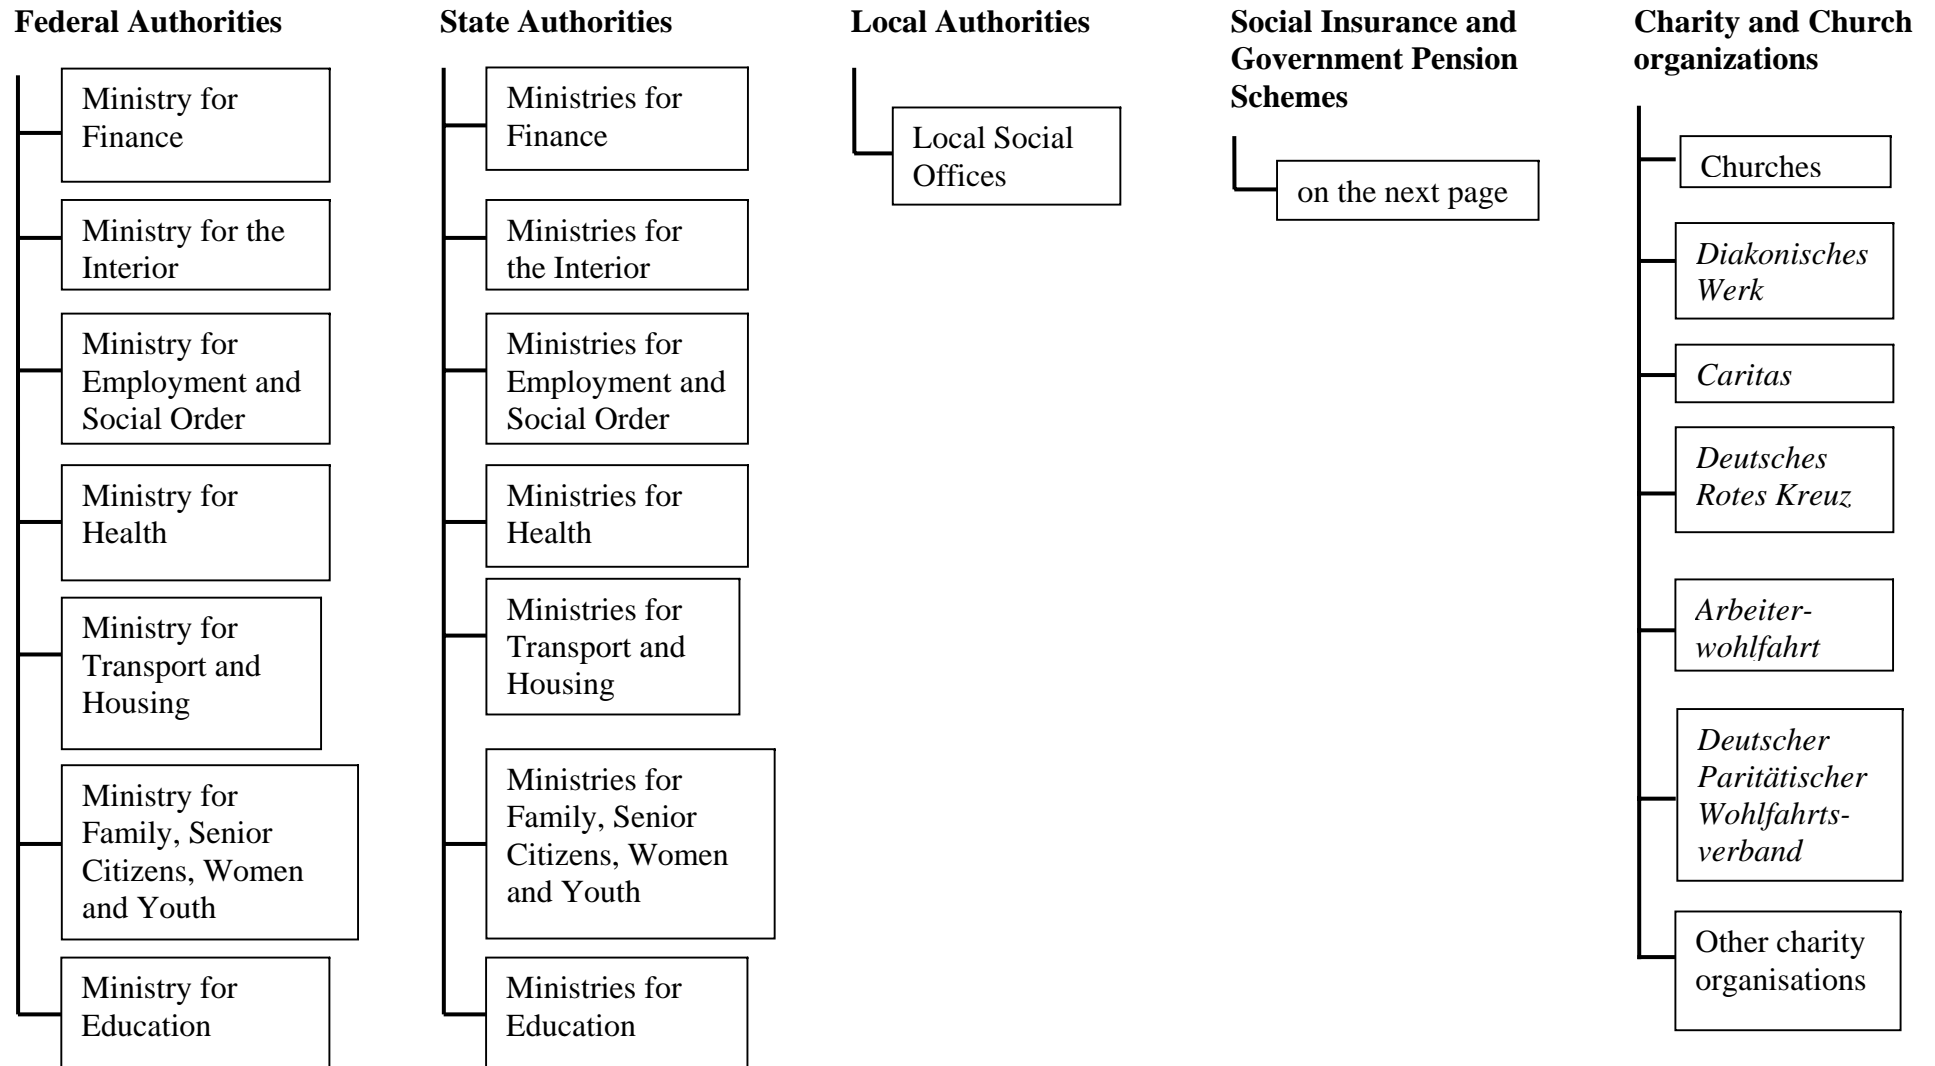 Federal Authorities
Ministry for
Finance
Ministry for the
Interior
Ministry for
Employment and
Social Order
Ministry for
Health
Ministry for
Transport and
Housing
Ministry for
Family, Senior
Citizens, Women
and Youth
Ministry for
Education
State Authorities
Ministries for
Finance
Ministries for
the Interior
Ministries for
Employment and
Social Order
Ministries for
Health
Ministries for
Transport and
Housing
Ministries for
Family, Senior
Citizens, Women
and Youth
Ministries for
Education
Local Authorities
Local Social
Offices
Social Insurance and
Government Pension
Schemes
on the next page
Charity and Church
organizations
Churches
Diakonisches
Werk
Caritas
Deutsches
Rotes Kreuz
Arbeiter-
wohlfahrt
Deutscher
Paritätischer
Wohlfahrts-
verband
Other charity
organisations